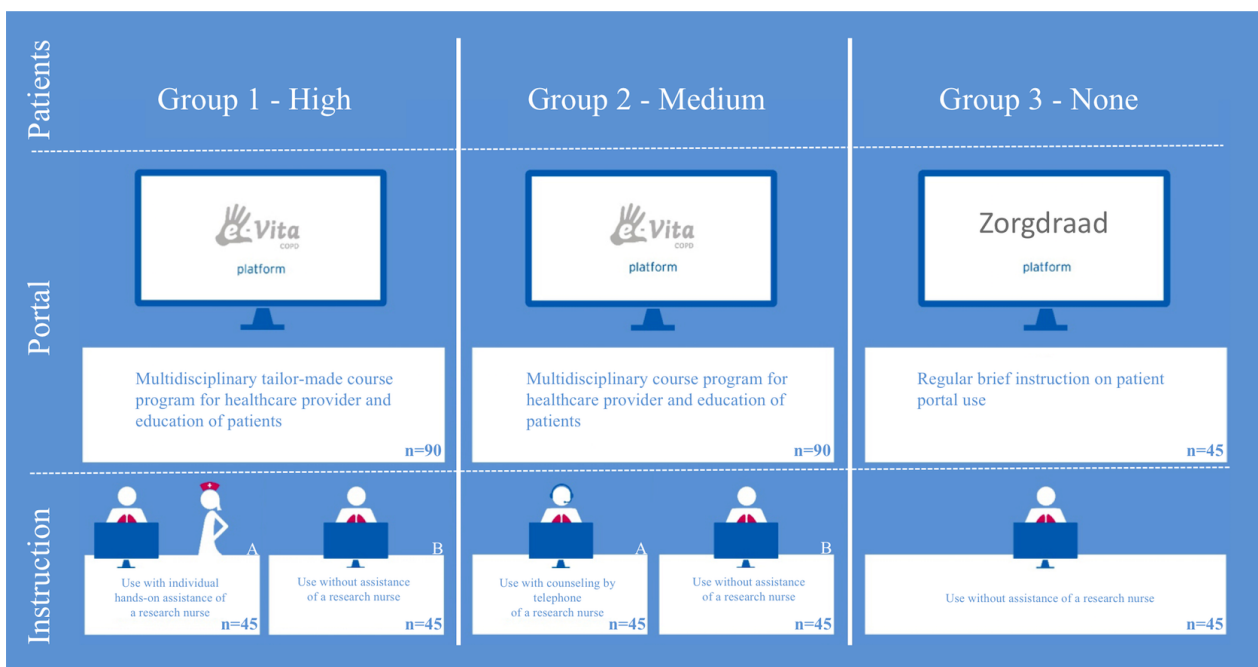 Patients
Group 1 - High
Group 2 - Medium
Group 3 - None
Portal
e-Vita
COPD
platform
e-Vita
COPD
platform
Zorgdraad
platform
Multidisciplinary tailor-made course
program for healthcare provider and
education of patients
n=90
Multidisciplinary course program for
healthcare provider and education of
patients
n=90
Regular brief instruction on patient
portal use
n=45
Instruction
A
Use with individual
hands-on assistance of
a research nurse
n=45
B
Use without assistance
of a research nurse
n=45
A
Use with counseling by
telephone
of a research nurse
n=45
B
Use without assistance
of a research nurse
n=45
Use without assistance of a research nurse
n=45